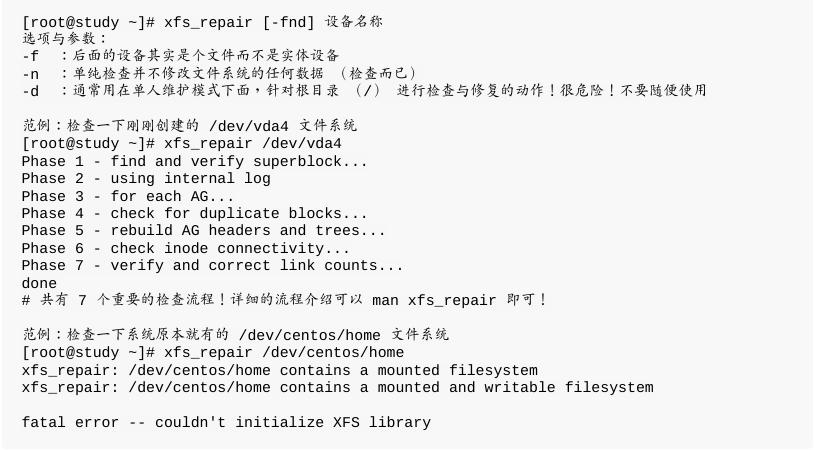 [root@study ~]# xfs_repair [-fnd] 设备名称
选项与参数：
-f  ：后面的设备其实是个文件而不是实体设备
-n  ：单纯检查并不修改文件系统的任何数据 （检查而已）
-d  ：通常用在单人维护模式下面，针对根目录 （/） 进行检查与修复的动作！很危险！不要随便使用
范例：检查一下刚刚创建的 /dev/vda4 文件系统
[root@study ~]# xfs_repair /dev/vda4
Phase 1 - find and verify superblock...
Phase 2 - using internal log
Phase 3 - for each AG...
Phase 4 - check for duplicate blocks...
Phase 5 - rebuild AG headers and trees...
Phase 6 - check inode connectivity...
Phase 7 - verify and correct link counts...
done
# 共有 7 个重要的检查流程！详细的流程介绍可以 man xfs_repair 即可！
范例：检查一下系统原本就有的 /dev/centos/home 文件系统
[root@study ~]# xfs_repair /dev/centos/home
xfs_repair: /dev/centos/home contains a mounted filesystem
xfs_repair: /dev/centos/home contains a mounted and writable filesystem
fatal error -- couldn't initialize XFS library